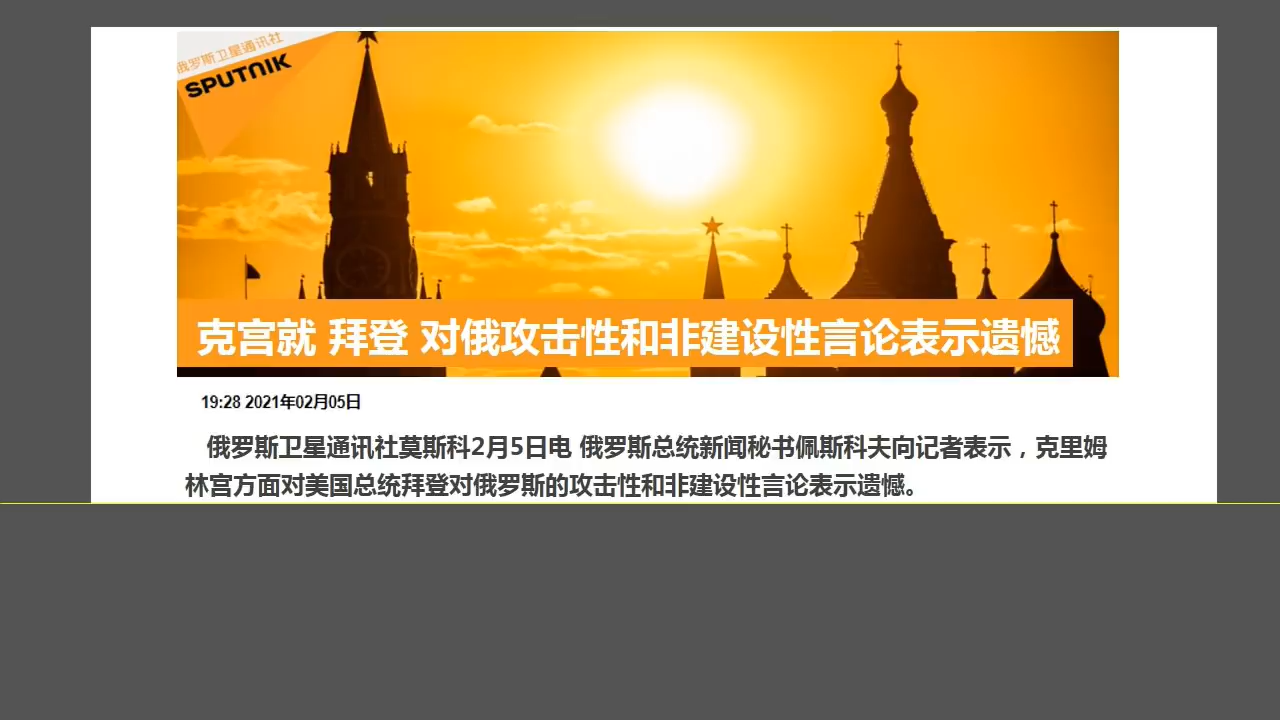 俄罗斯卫星通讯社
SPUTNIK
克宫就 拜登 对俄攻击性和非建设性言论表示遗憾
19:28 2021年02月05日
俄罗斯卫星通讯社莫斯科2月5日电 俄罗斯总统新闻秘书佩斯科夫向记者表示，克里姆
林宫方面对美国总统拜登对俄罗斯的攻击性和非建设性言论表示遗憾。